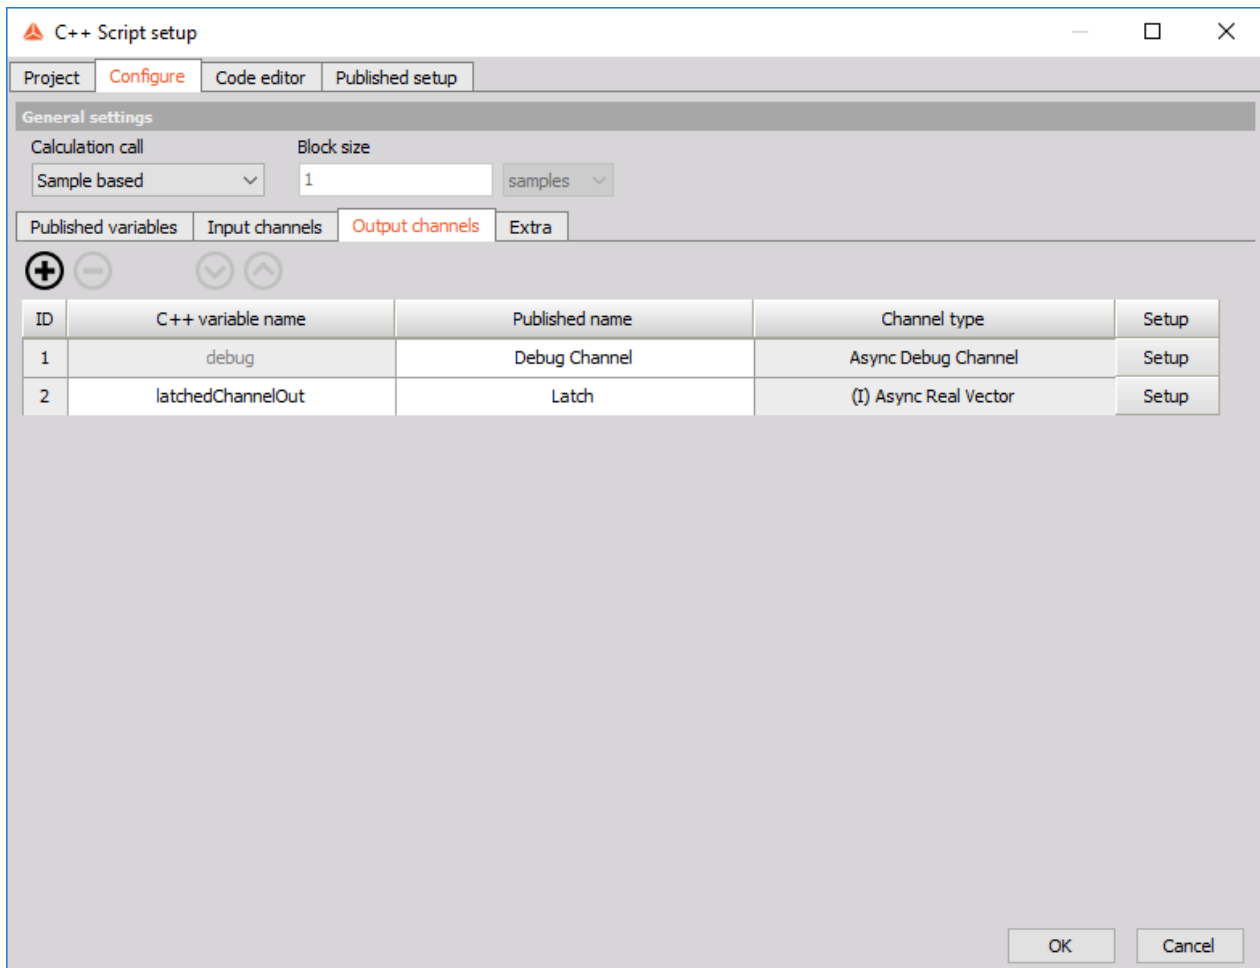 C++ Script setup
Project Configure Code editor Published setup
General settings
Calculation call Block size
Sample based 1 samples
Published variables Input channels Output channels Extra
ID C++ variable name Published name Channel type Setup
1 debug Debug Channel Async Debug Channel Setup
2 latchedChannelOut Latch (I) Async Real Vector Setup
OK Cancel